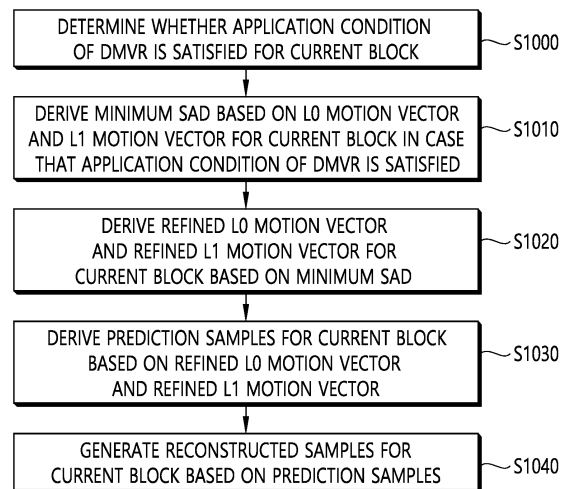 DETERMINE WHETHER APPLICATION CONDITION
OF DMVR IS SATISFIED FOR CURRENT BLOCK
S1000
DERIVE MINIMUM SAD BASED ON L0 MOTION VECTOR
AND L1 MOTION VECTOR FOR CURRENT BLOCK IN CASE
THAT APPLICATION CONDITION OF DMVR IS SATISFIED
S1010
DERIVE REFINED L0 MOTION VECTOR
AND REFINED L1 MOTION VECTOR FOR
CURRENT BLOCK BASED ON MINIMUM SAD
S1020
DERIVE PREDICTION SAMPLES FOR CURRENT BLOCK
BASED ON REFINED L0 MOTION VECTOR
AND REFINED L1 MOTION VECTOR
S1030
GENERATE RECONSTRUCTED SAMPLES FOR
CURRENT BLOCK BASED ON PREDICTION SAMPLES
S1040